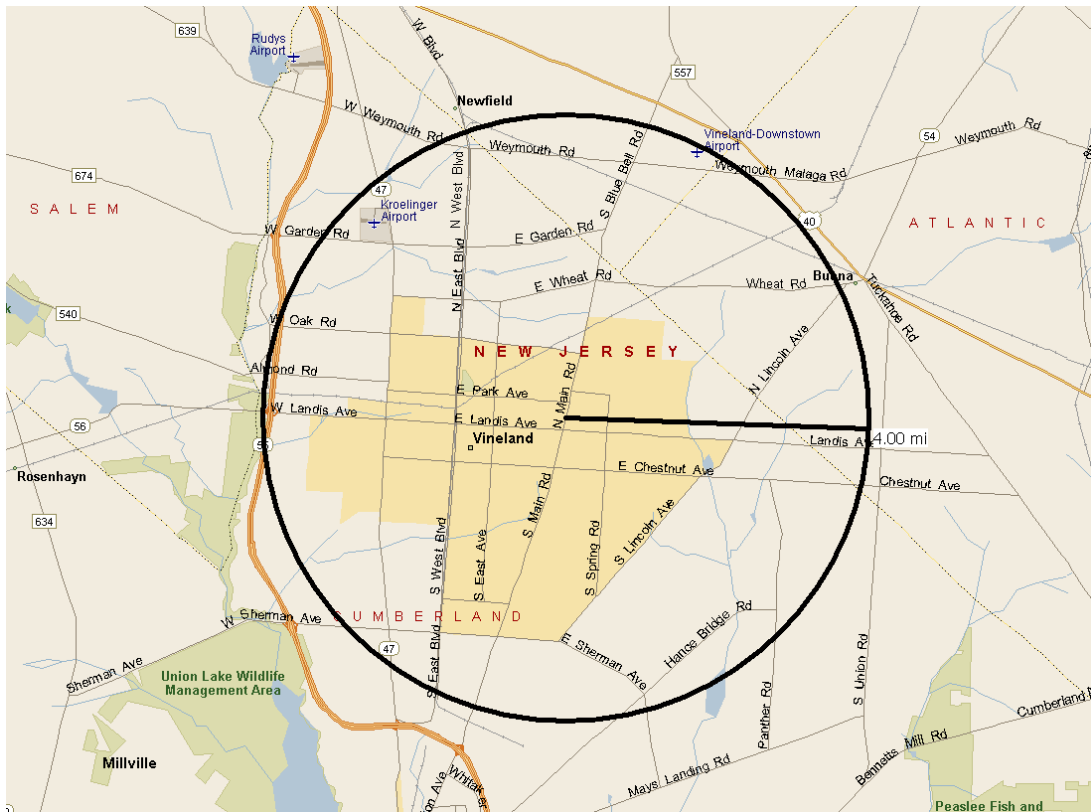 639
Rudys
Airport
W Blvd
557
Newfield
W Weymouth Rd
Weymouth Rd
Vineland-Downstown
Airport
54
Weymouth Rd
Weymouth Malaga Rd
674
47
Kroelinger
Airport
N West Blvd
S Blue Bell Rd
SALEM
ATLANTIC
40
W Garden Rd
E Garden Rd
N East Blvd
E Wheat Rd
Wheat Rd
Buena
Tuckahoe Rd
540
W Oak Rd
NEW JERSEY
N Lincoln Ave
Almond Rd
E Park Ave
N Main Rd
W Landis Ave
E Landis Ave
56
Vineland
Landis Av
4.00 mi
55
Rosenhayn
E Chestnut Ave
Chestnut Ave
634
S Main Rd
S West Blvd
S East Ave
S Spring Rd
S Lincoln Ave
W Sherman Ave
CUMBERLAND
Hance Bridge Rd
E Sherman Ave
47
S East Blvd
S Union Rd
Sherman Ave
Union Lake Wildlife
Management Area
Panther Rd
Cumberland
Bennetts Mill Rd
Mays Landing Rd
Millville
on Ave
Whitaker
Peaslee Fish and